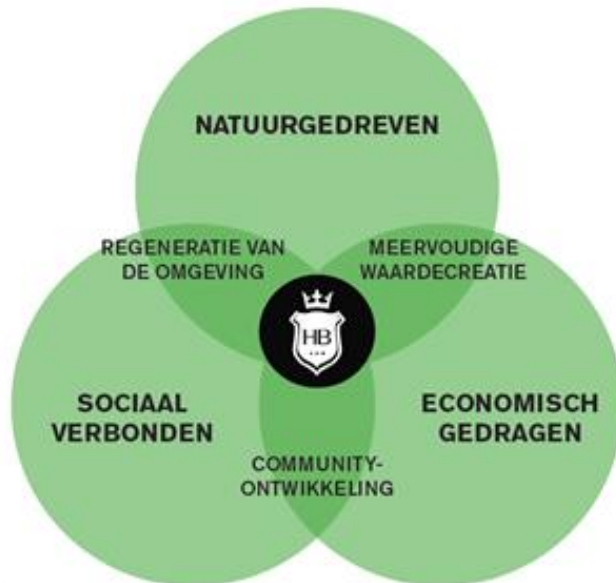 NATUURGEDREVEN
REGENERATIE VAN
DE OMGEVING
MEERVOUDIGE
WAARDECREATIE
HB
SOCIAAL
VERBONDEN
ECONOMISCH
GEDRAGEN
COMMUNITY-
ONTWIKKELING